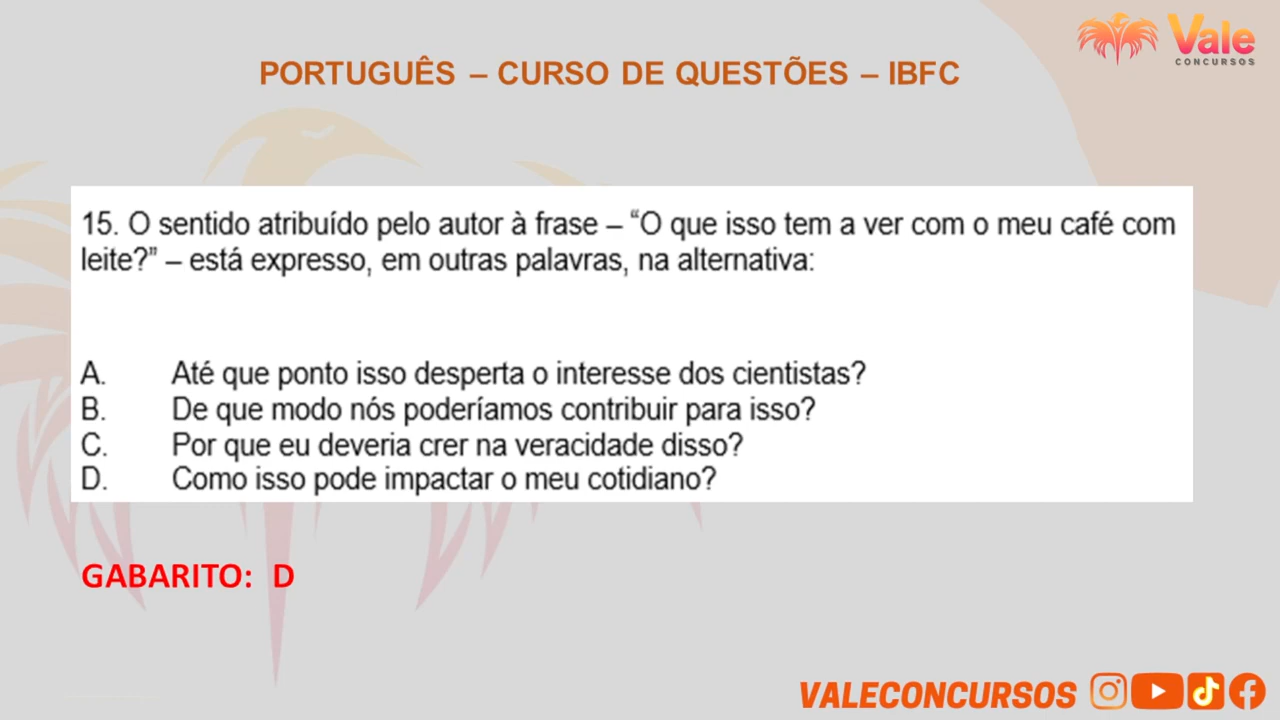 Vale
CONCURSOS
PORTUGUÊS – CURSO DE QUESTÕES – IBFC
15. O sentido atribuído pelo autor à frase – “O que isso tem a ver com o meu café com
leite?” – está expresso, em outras palavras, na alternativa:
A. Até que ponto isso desperta o interesse dos cientistas?
B. De que modo nós poderíamos contribuir para isso?
C. Por que eu deveria crer na veracidade disso?
D. Como isso pode impactar o meu cotidiano?
GABARITO: D
VALECONCURSOS